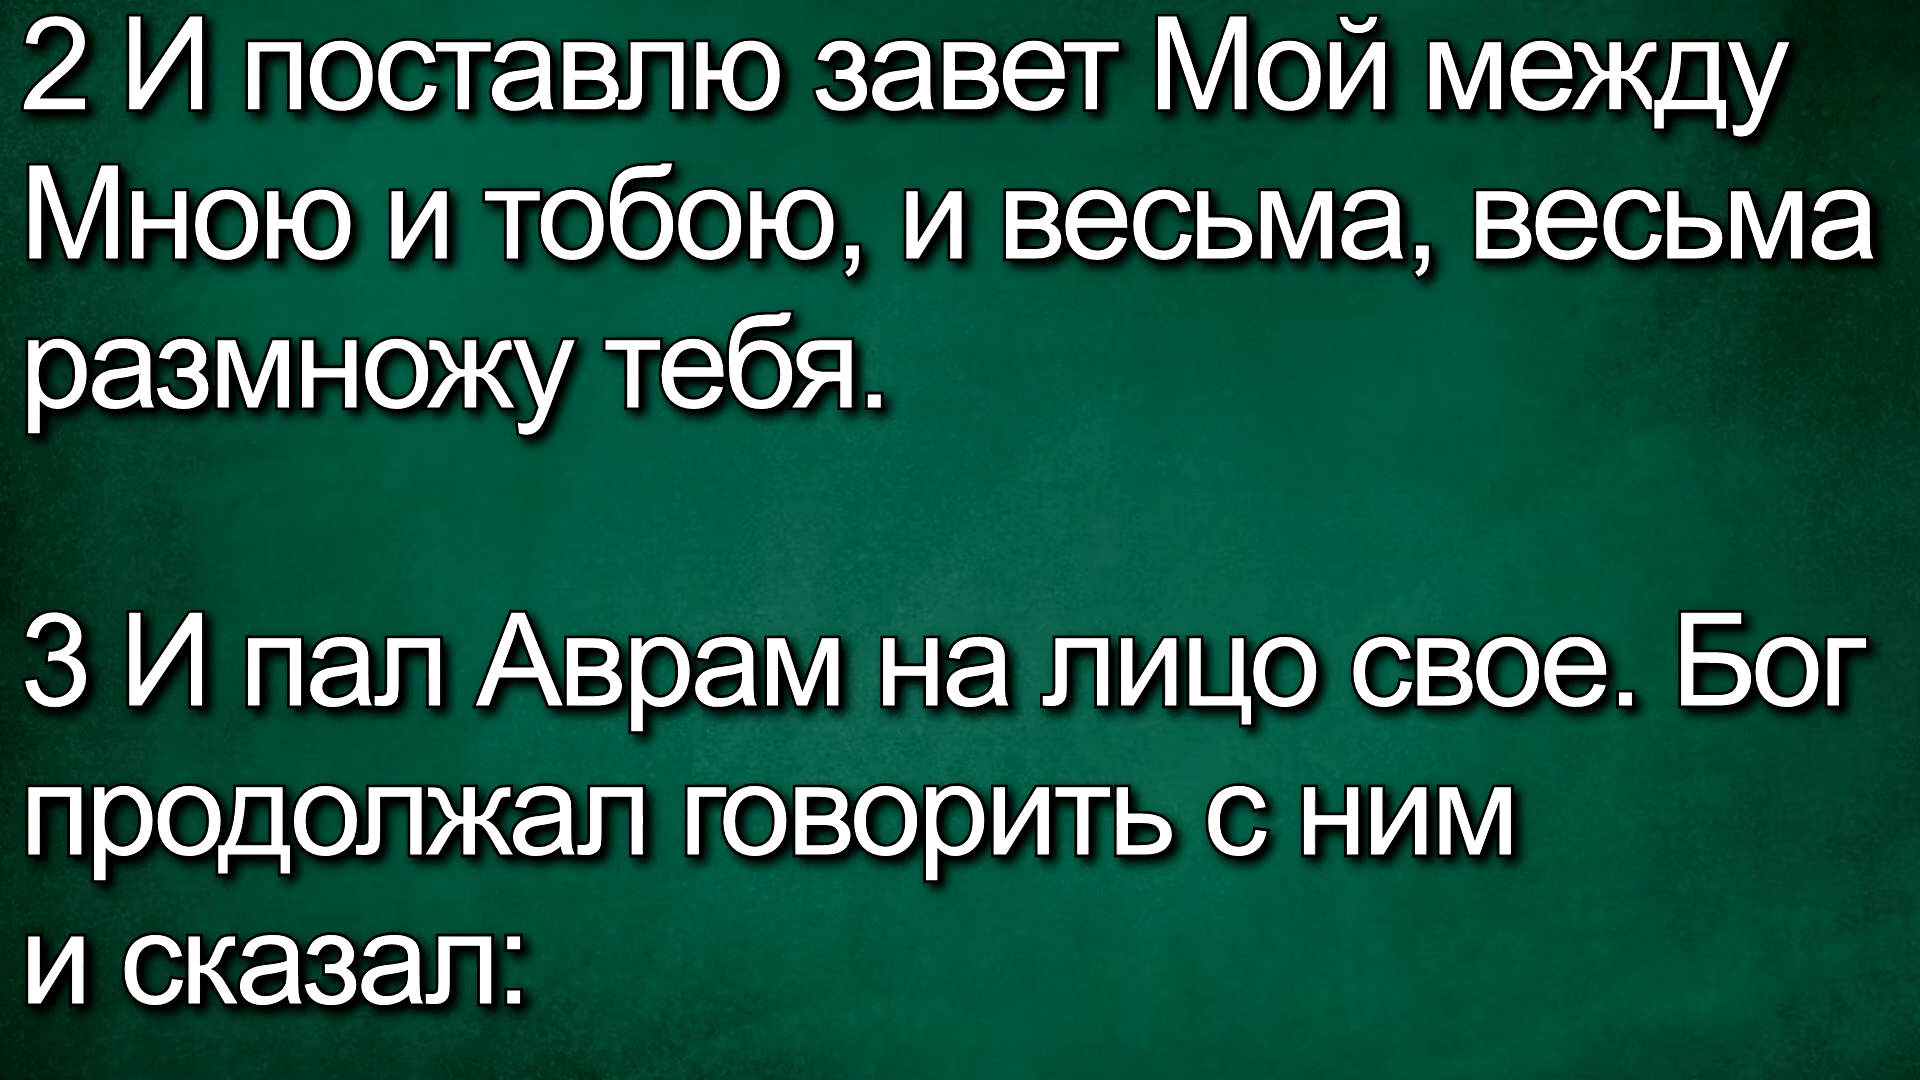 2 И поставлю завет Мой между
Мною и тобою, и весьма, весьма
размножу тебя.
3 И пал Аврам на лицо свое. Бог
продолжал говорить с ним
и сказал: